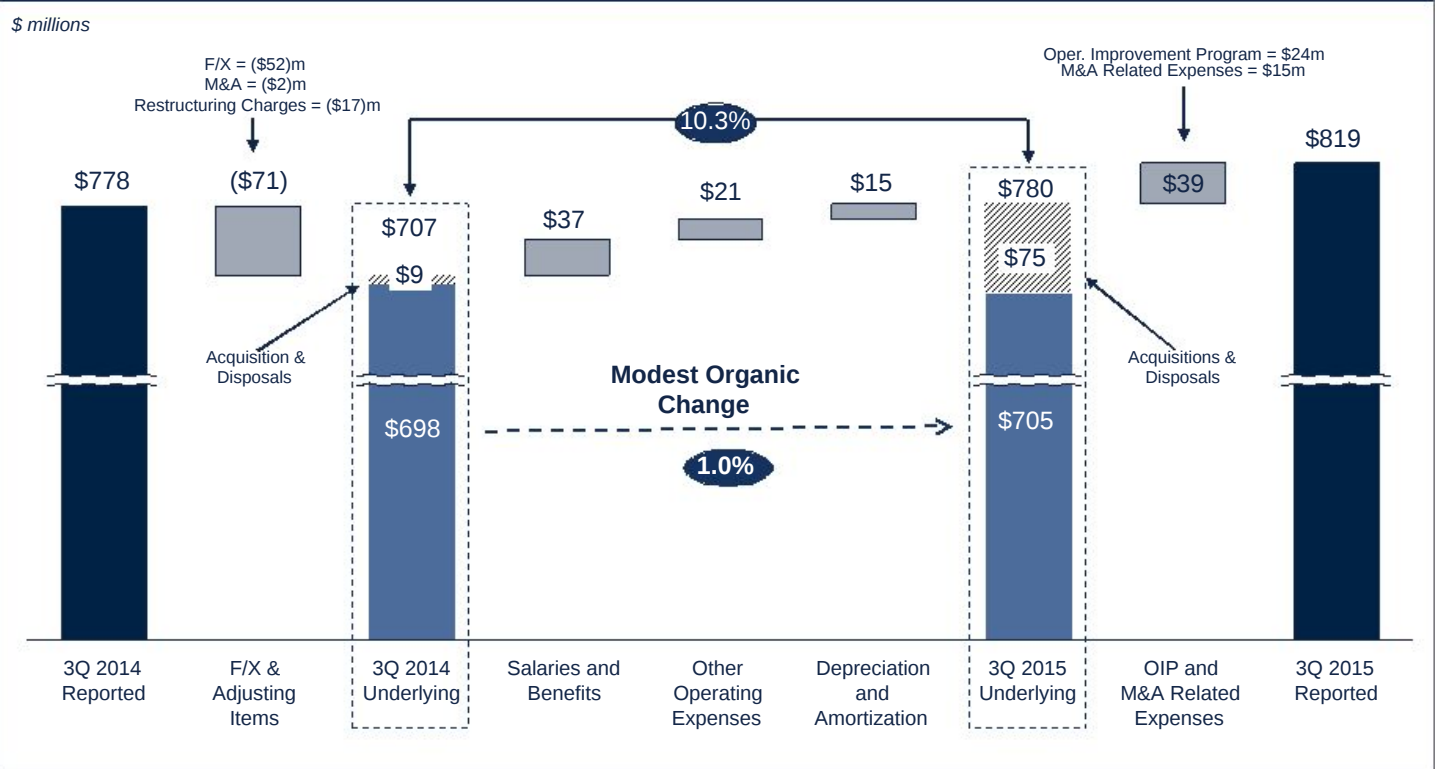 $ millions
F/X = ($52)m
M&A = ($2)m
Restructuring Charges = ($17)m
Oper. Improvement Program = $24m
M&A Related Expenses = $15m
10.3%
$778
($71)
$707
$9
$37
$21
$15
$780
$75
$39
$819
Acquisition &
Disposals
Acquisitions &
Disposals
Modest Organic
Change
$698
$705
1.0%
3Q 2014
Reported
F/X &
Adjusting
Items
3Q 2014
Underlying
Salaries and
Benefits
Other
Operating
Expenses
Depreciation
and
Amortization
3Q 2015
Underlying
OIP and
M&A Related
Expenses
3Q 2015
Reported